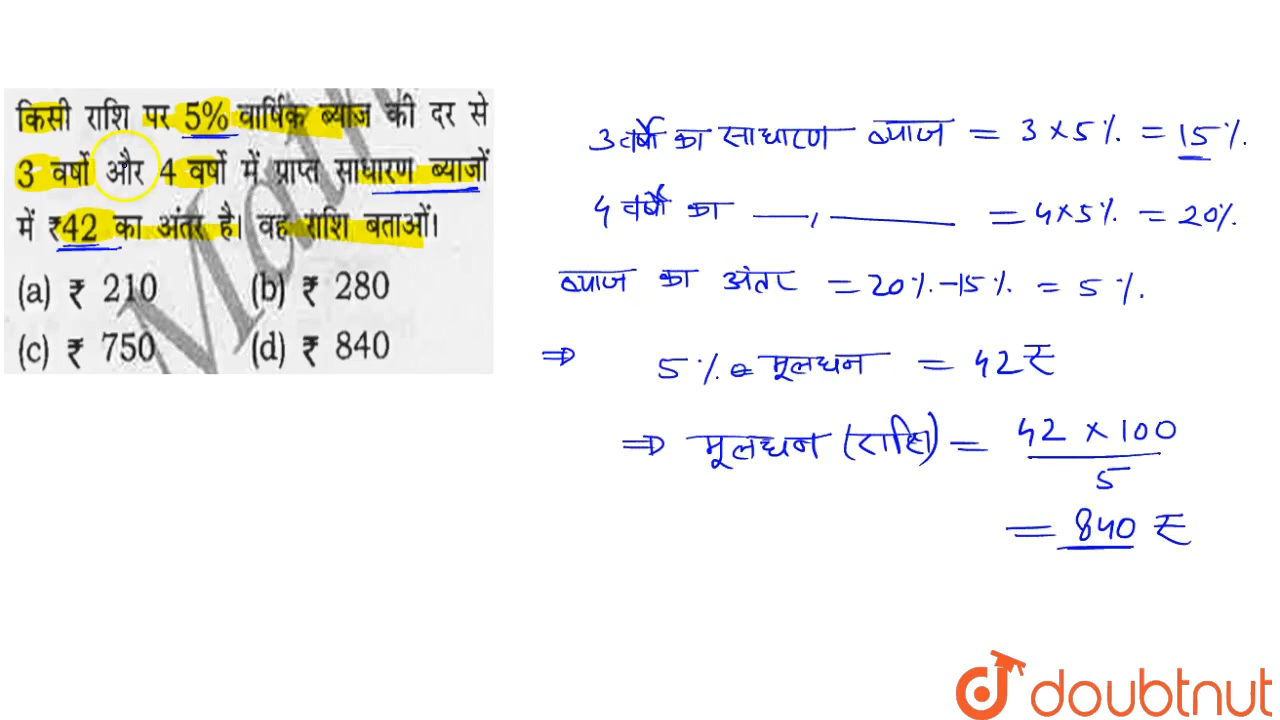 किसी राशि पर 5% वार्षिक ब्याज की दर से
3 वर्षों और 4 वर्षों में प्राप्त साधारण ब्याजों
में ₹42 का अंतर है। वह राशि बताओं।
(a) ₹ 210 (b) ₹ 280
(c) ₹ 750 (d) ₹ 840
3 वर्षों का साधारण ब्याज = 3 × 5 % = 15 %
4 वर्षों का —— , ———— = 4 × 5 % = 20 %
ब्याज का अंतर = 20 % - 15 % = 5 %
⇒ 5 % मूलधन = 42 ₹
⇒ मूलधन (राशि) = 42 × 100
5
= 840 ₹
Math
doubtnut